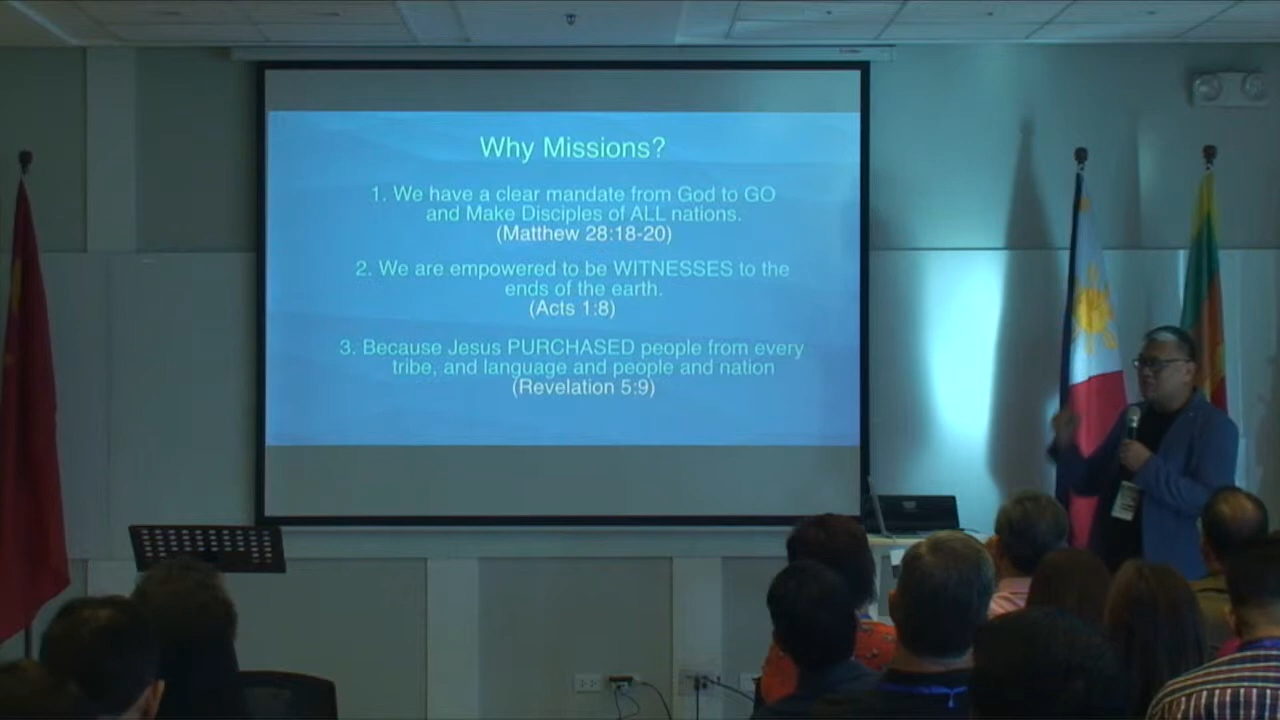 Why Missions?
1. We have a clear mandate from God to GO
and Make Disciples of ALL nations.
(Matthew 28:18-20)
2. We are empowered to be WITNESSES to the
ends of the earth.
(Acts 1:8)
3. Because Jesus PURCHASED people from every
tribe, and language and people and nation
(Revelation 5:9)